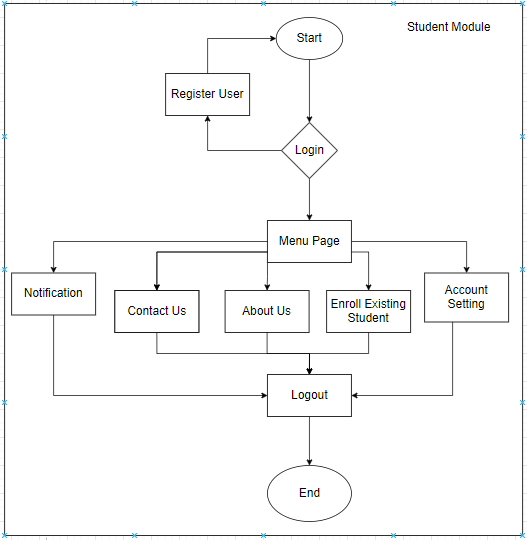 Student Module
Start
Register User
Login
Menu Page
Notification
Contact Us
About Us
Enroll Existing
Student
Account
Setting
Logout
End